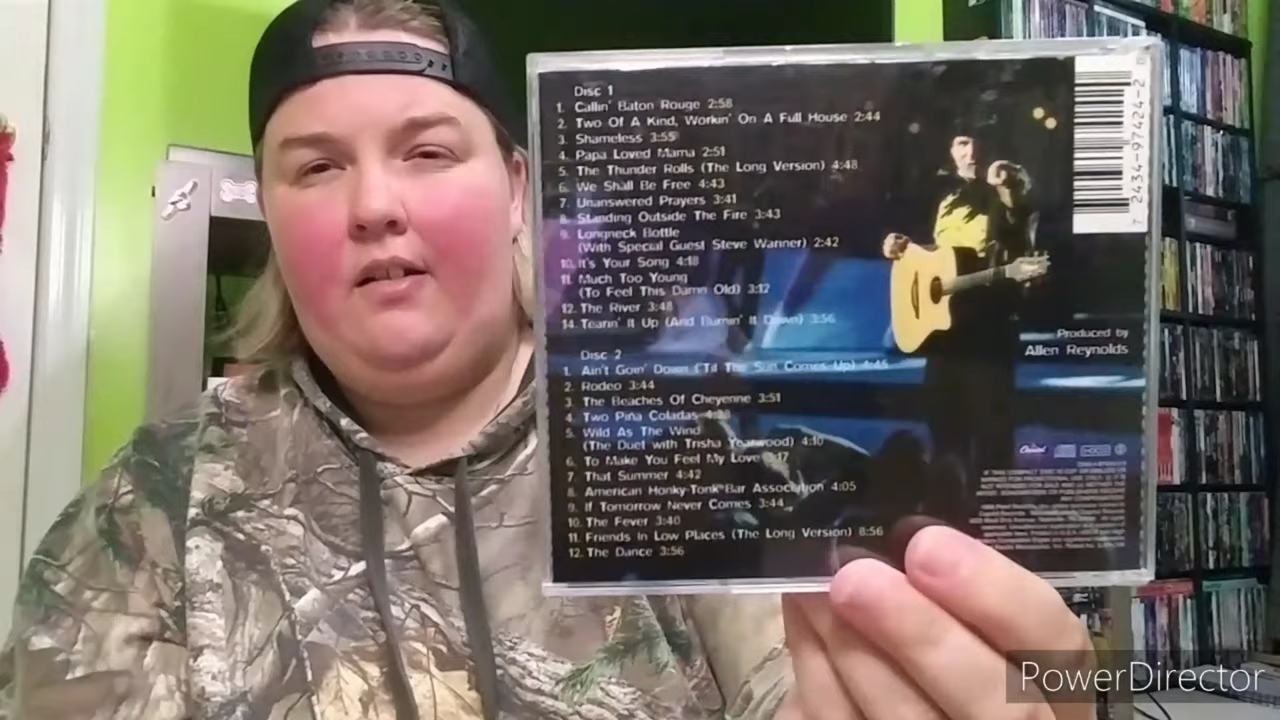 Disc 1
1. Callin' Baton Rouge 2:58
2. Two Of A Kind, Workin' On A Full House 2:44
3. Shameless 3:55
4. Papa Loved Mama 2:51
5. The Thunder Rolls (The Long Version) 4:48
6. We Shall Be Free 4:43
7. Unanswered Prayers 3:41
8. Standing Outside The Fire 3:43
9. Longneck Bottle
(With Special Guest Steve Wariner) 2:42
10. It's Your Song 4:18
11. Much Too Young
(To Feel This Damn Old) 3:12
12. The River 3:48
14. Tearin' It Up (And Burnin' It Down) 3:56
Disc 2
1. Ain't Goin' Down (Til The Sun Comes Up) 4:45
2. Rodeo 3:44
3. The Beaches Of Cheyenne 3:51
4. Two Piña Coladas
5. Wild As The Wind
(The Duet with Trisha Yearwood) 4:10
6. To Make You Feel My Love 3:17
7. That Summer 4:42
8. American Honky-Tonk Bar Association 4:05
9. If Tomorrow Never Comes 3:44
10. The Fever 3:40
11. Friends In Low Places (The Long Version) 8:56
12. The Dance 3:56
7 2434-97424-2
Produced by
Allen Reynolds
Capitol
PowerDirector